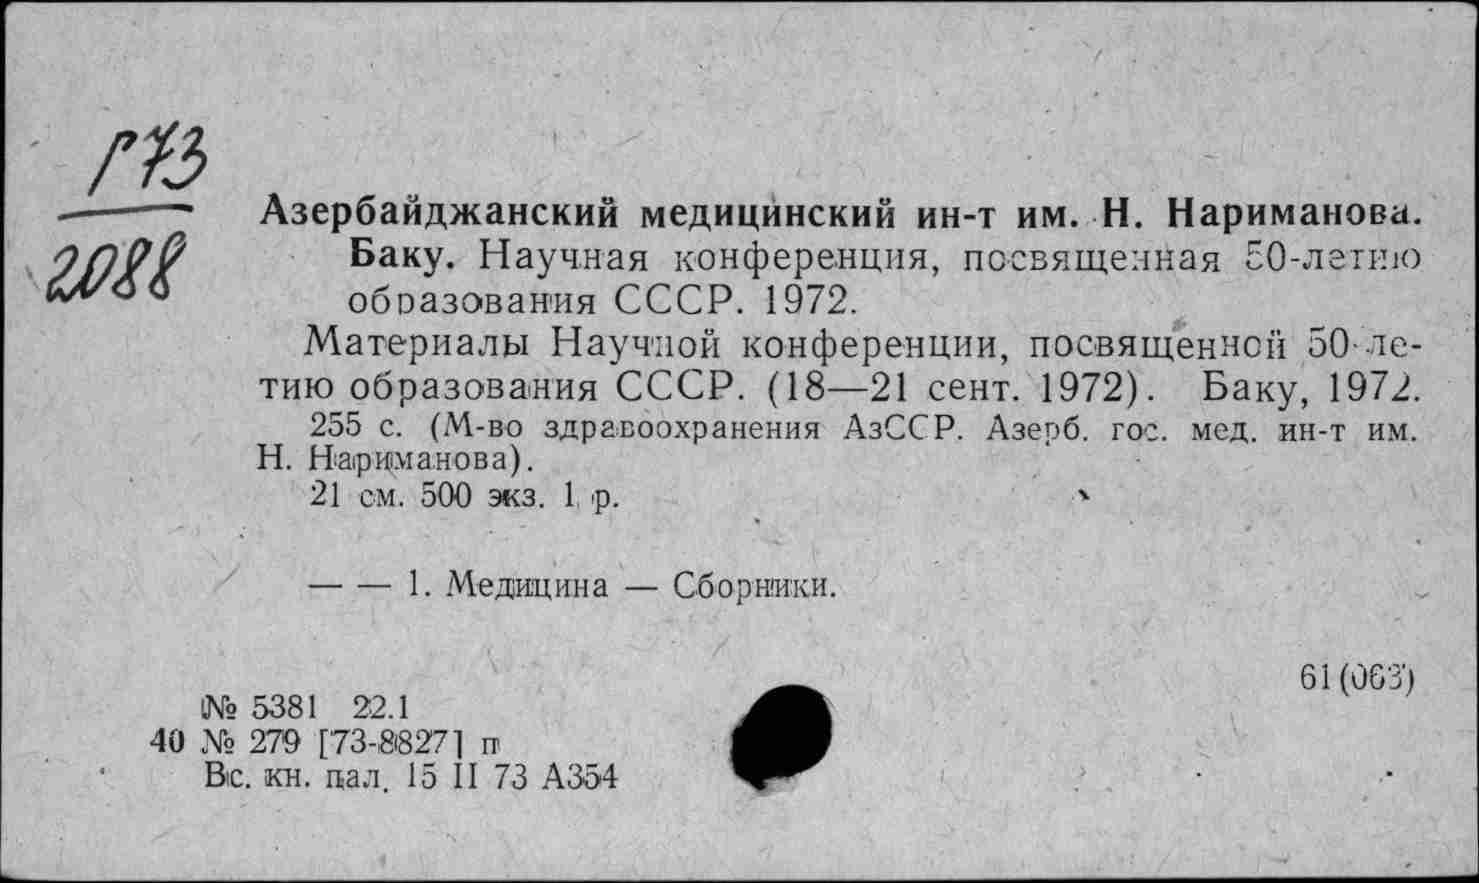 Г73
2088
Азербайджанский медицинский ин-т им. Н. Нариманова.
Баку. Научная конференция, посвященная 50-летию
образования СССР. 1972.
Материалы Научной конференции, посвященной 50-ле-
тию образования СССР. (18—21 сент. 1972). Баку, 1972.
255 с. (М-во здравоохранения АзССР. Азерб. гос. мед. ин-т им.
Н. Нариманова).
21 см. 500 экз. 1 р.
— — 1. Медицина — Сборники.
61(063)
№ 5381 22.1
40 № 279 [73-8827] п
Вс. кн. пал. 15 II 73 А354